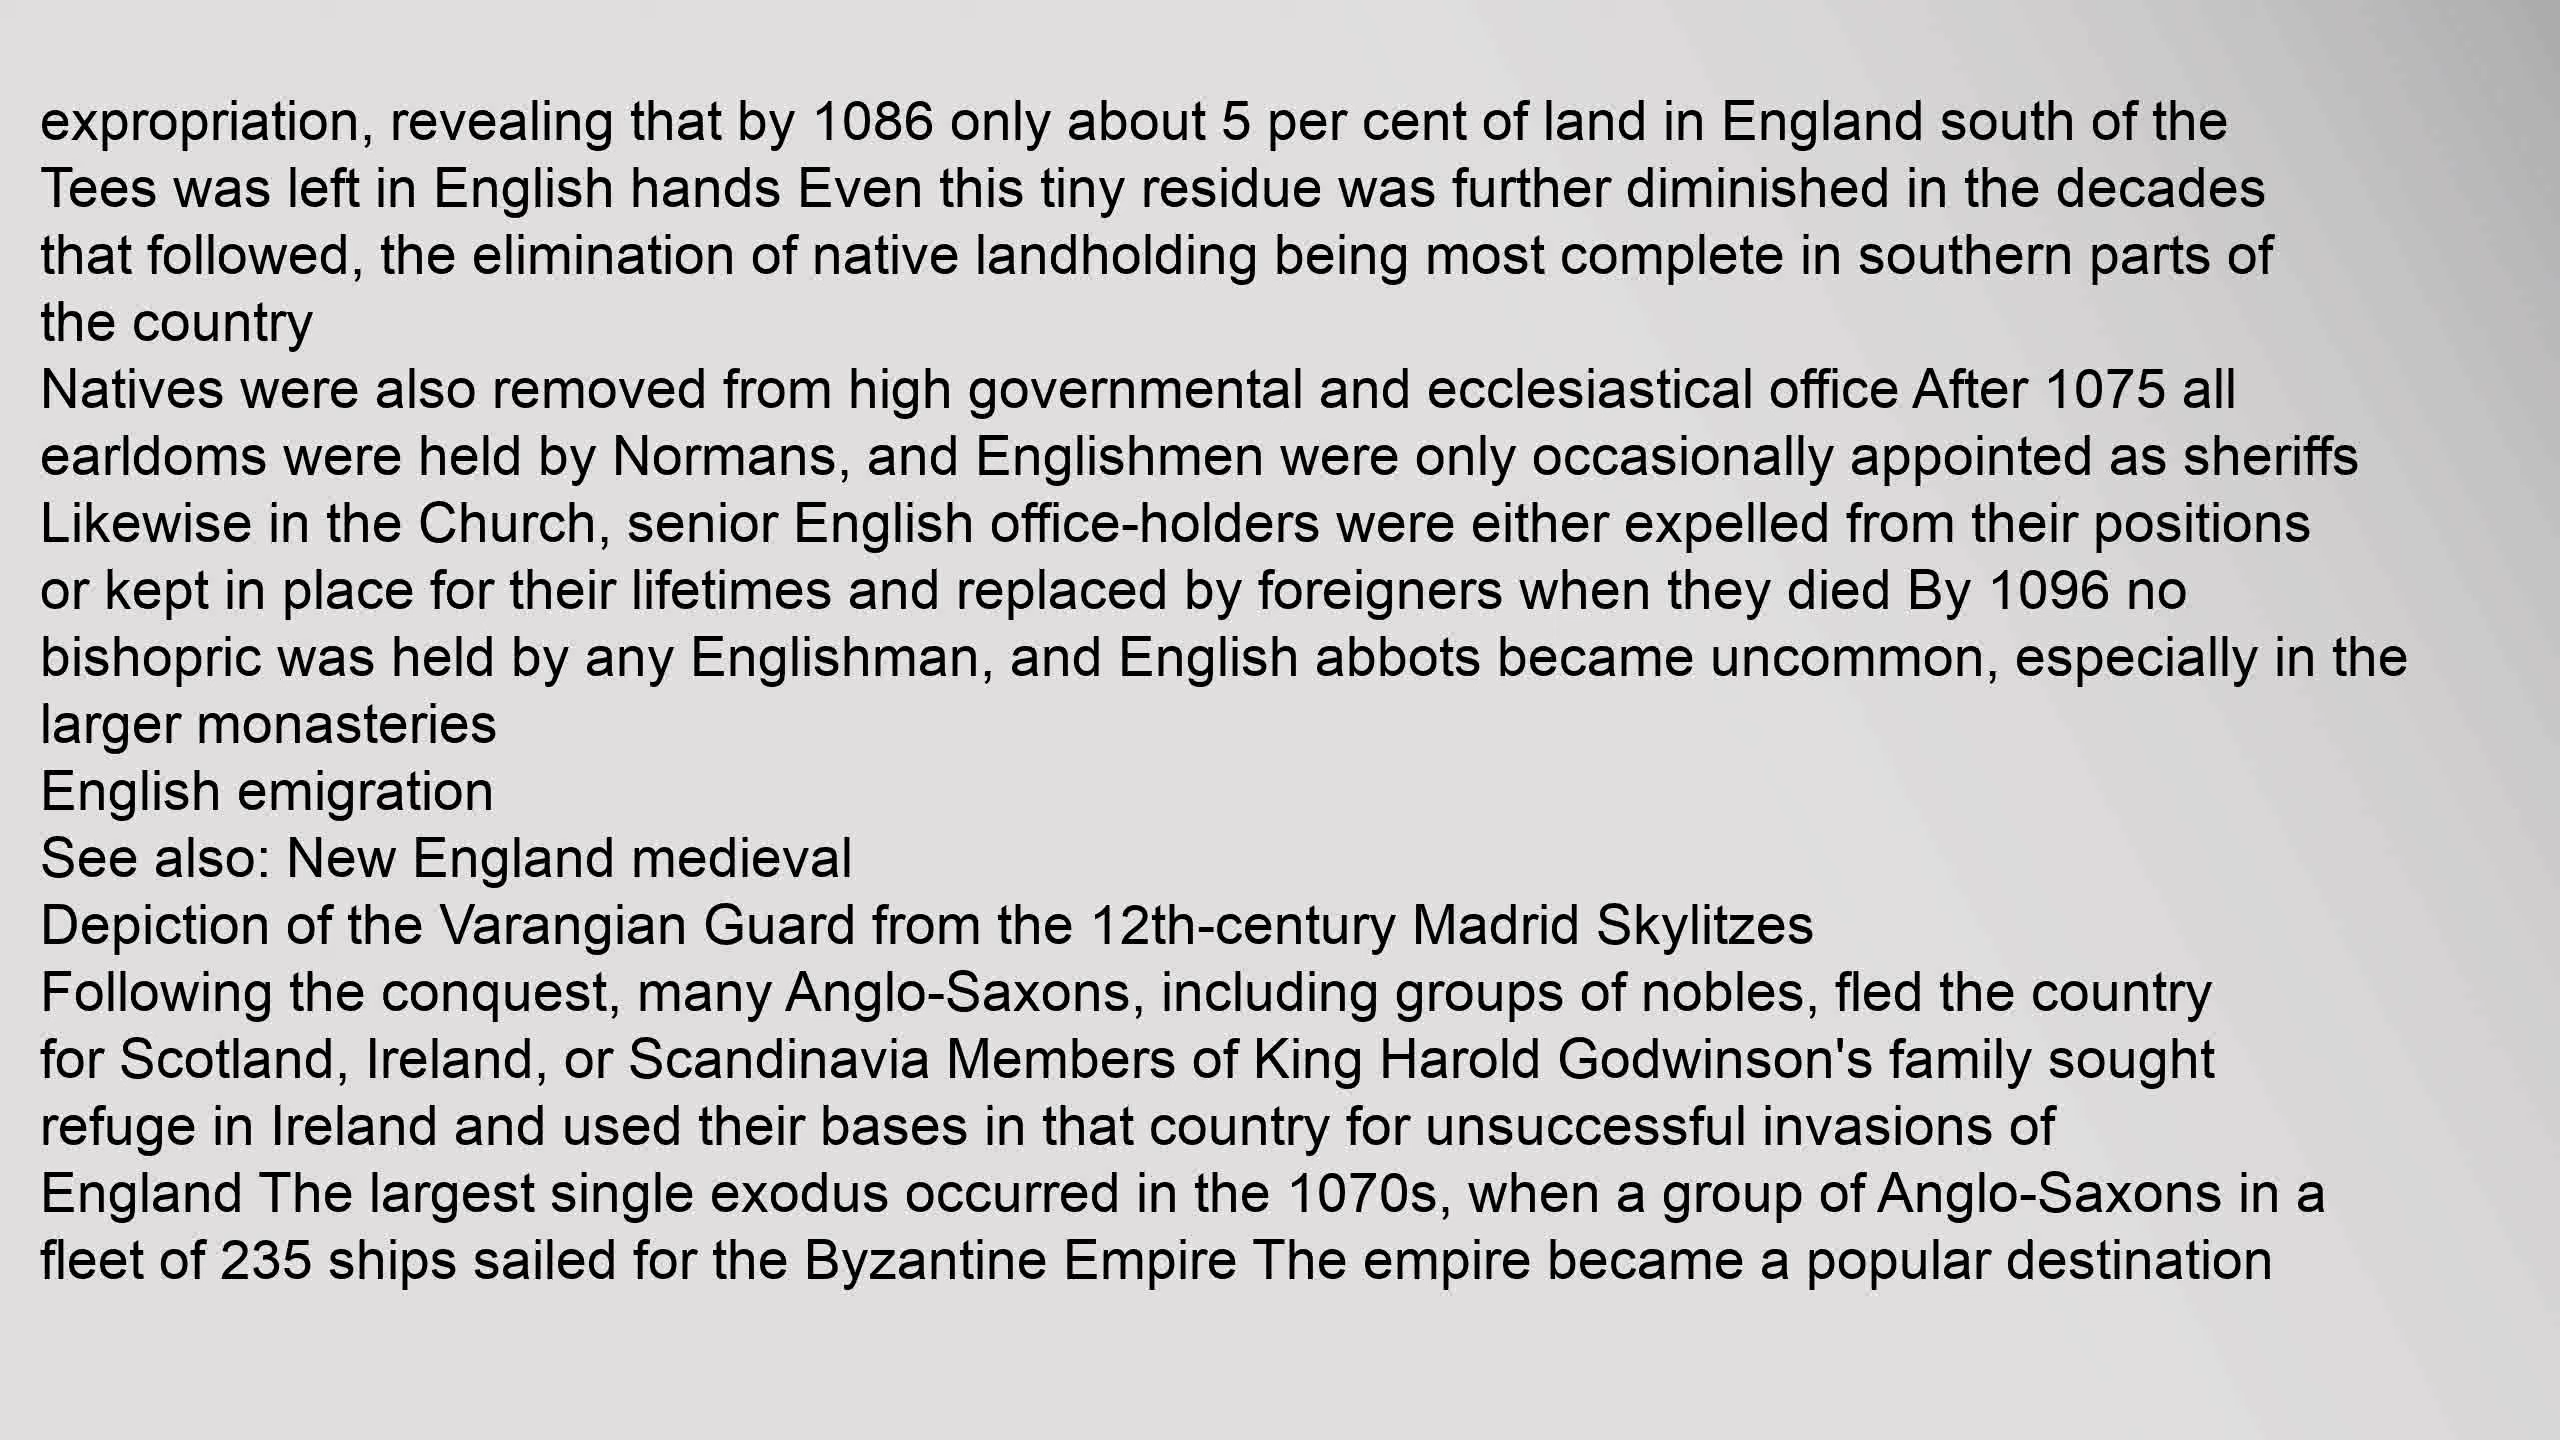 expropriation, revealing that by 1086 only about 5 per cent of land in England south of the
Tees was left in English hands Even this tiny residue was further diminished in the decades
that followed, the elimination of native landholding being most complete in southern parts of
the country
Natives were also removed from high governmental and ecclesiastical office After 1075 all
earldoms were held by Normans, and Englishmen were only occasionally appointed as sheriffs
Likewise in the Church, senior English office-holders were either expelled from their positions
or kept in place for their lifetimes and replaced by foreigners when they died By 1096 no
bishopric was held by any Englishman, and English abbots became uncommon, especially in the
larger monasteries
English emigration
See also: New England medieval
Depiction of the Varangian Guard from the 12th-century Madrid Skylitzes
Following the conquest, many Anglo-Saxons, including groups of nobles, fled the country
for Scotland, Ireland, or Scandinavia Members of King Harold Godwinson's family sought
refuge in Ireland and used their bases in that country for unsuccessful invasions of
England The largest single exodus occurred in the 1070s, when a group of Anglo-Saxons in a
fleet of 235 ships sailed for the Byzantine Empire The empire became a popular destination